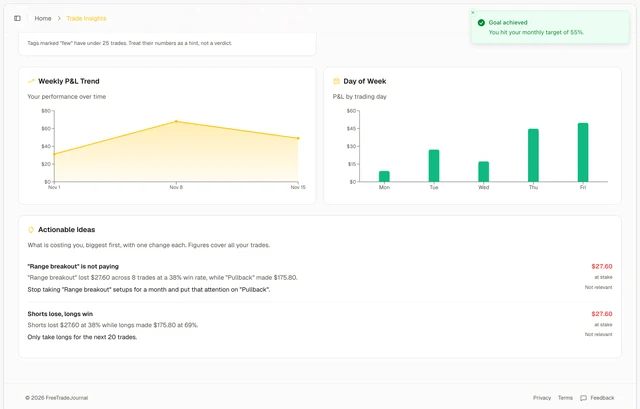 Home > Trade Insights
Goal achieved
You hit your monthly target of 55%.
Tags marked "few" have under 25 trades. Treat their numbers as a hint, not a verdict.
Weekly P&L Trend
Your performance over time
$80
$60
$40
$20
$0
Nov 1
Nov 8
Nov 15
Day of Week
P&L by trading day
$60
$45
$30
$15
$0
Mon
Tue
Wed
Thu
Fri
Actionable Ideas
What is costing you, biggest first, with one change each. Figures cover all your trades.
"Range breakout" is not paying
$27.60
"Range breakout" lost $27.60 across 8 trades at a 38% win rate, while "Pullback" made $175.80.
at stake
Stop taking "Range breakout" setups for a month and put that attention on "Pullback".
Not relevant
Shorts lose, longs win
$27.60
Shorts lost $27.60 at 38% while longs made $175.80 at 69%.
at stake
Only take longs for the next 20 trades.
Not relevant
© 2026 FreeTradeJournal
Privacy
Terms
Feedback